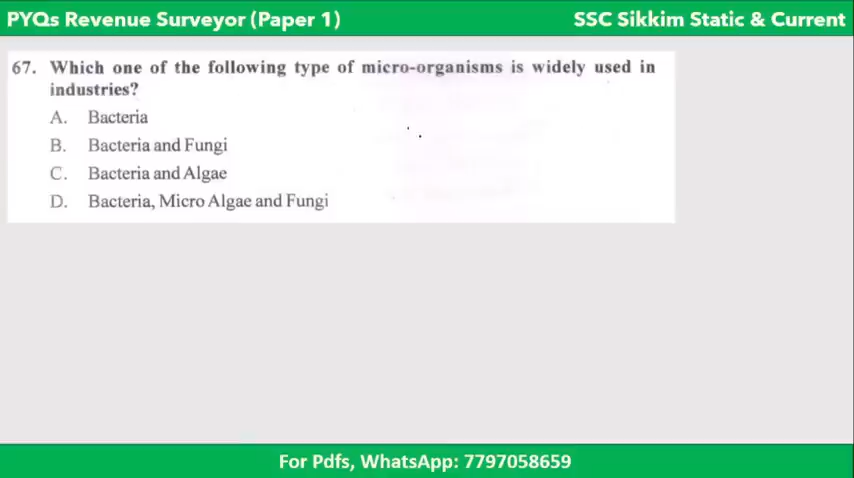 PYQs Revenue Surveyor (Paper 1) SSC Sikkim Static & Current
67. Which one of the following type of micro-organisms is widely used in
industries?
A. Bacteria
B. Bacteria and Fungi
C. Bacteria and Algae
D. Bacteria, Micro Algae and Fungi
For Pdfs, WhatsApp: 7797058659